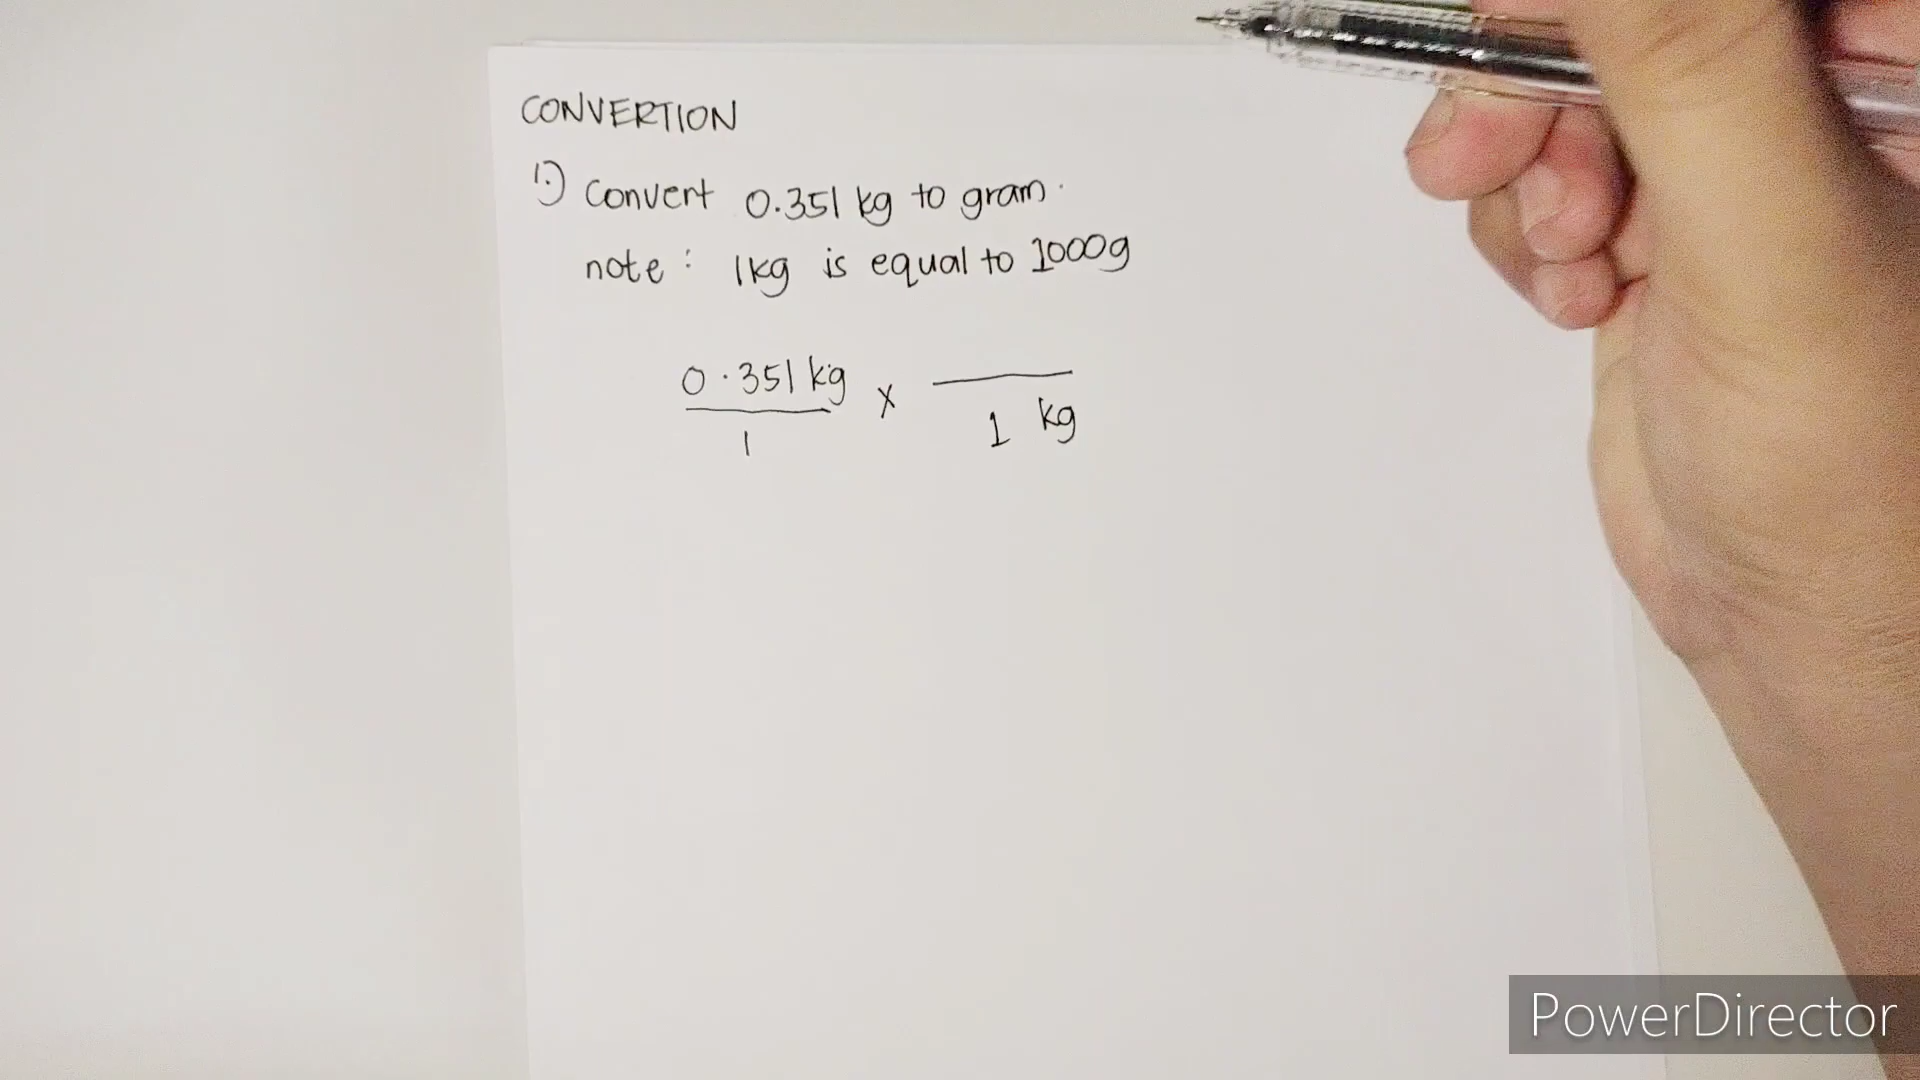 CONVERTION
1.) Convert 0.351 kg to gram.
note : 1kg is equal to 1000g
0.351 kg x
1
1 kg
PowerDirector